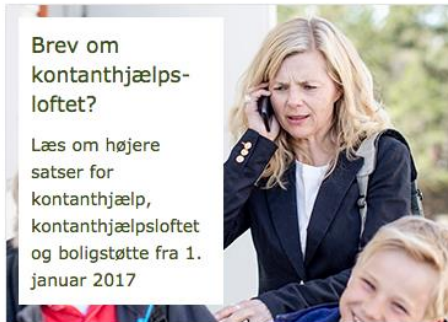 Brev om
kontanthjælps-
loftet?
Læs om højere
satser for
kontanthjælp,
kontanthjælpsloftet
og boligstøtte fra 1.
januar 2017